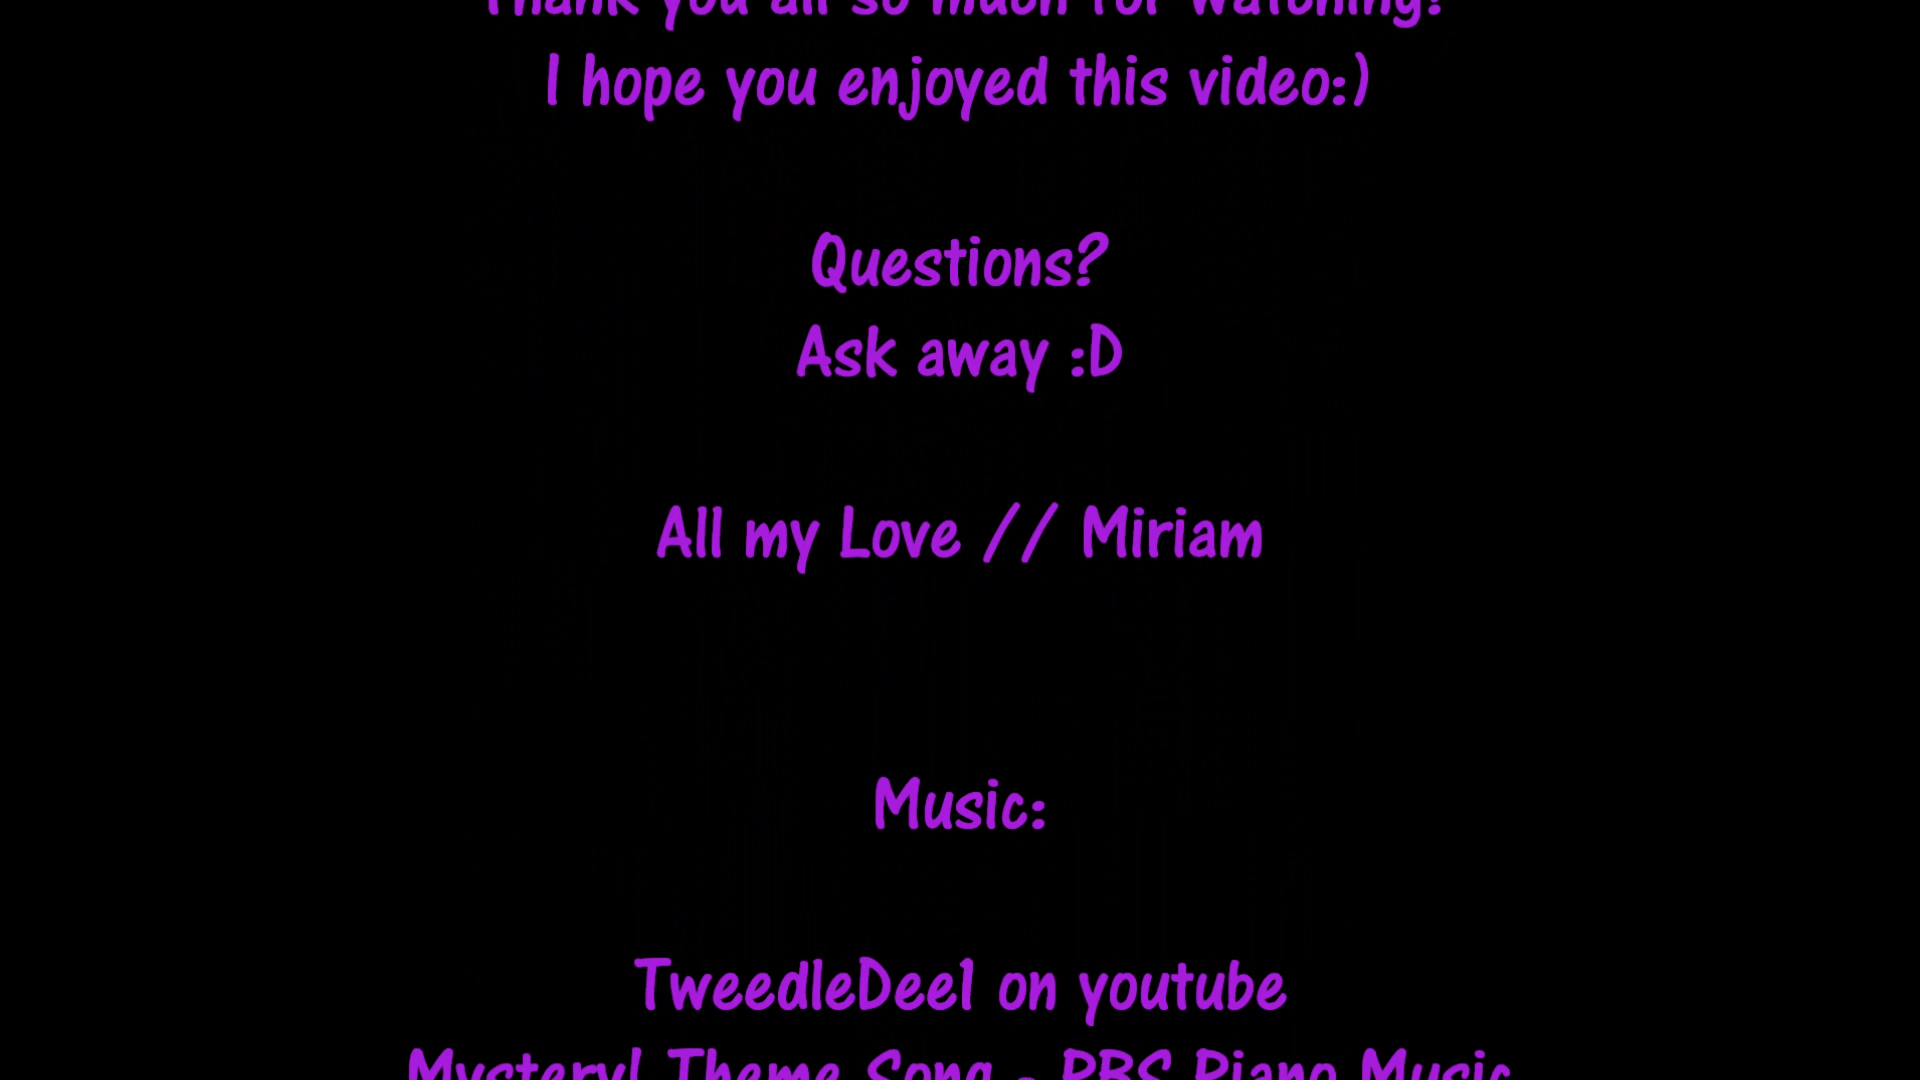 Thank you all so much for watching!
I hope you enjoyed this video:)
Questions?
Ask away :D
All my Love // Miriam
Music:
TweedleDee1 on youtube
Mystery! Theme Song - PBS Piano Music